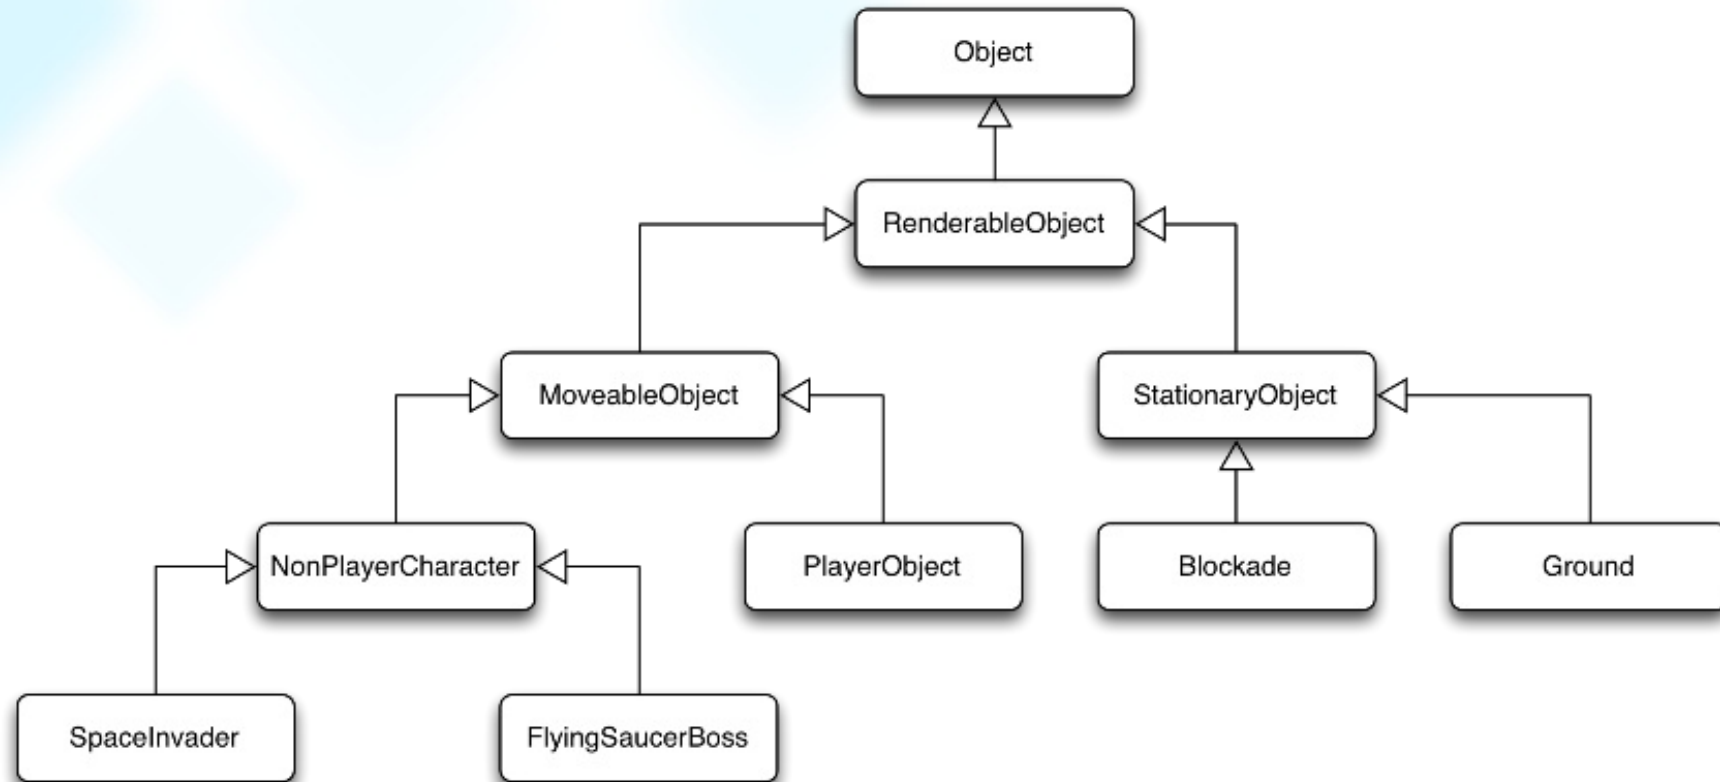 Object
RenderableObject
MoveableObject
StationaryObject
NonPlayerCharacter
PlayerObject
Blockade
Ground
SpaceInvader
FlyingSaucerBoss